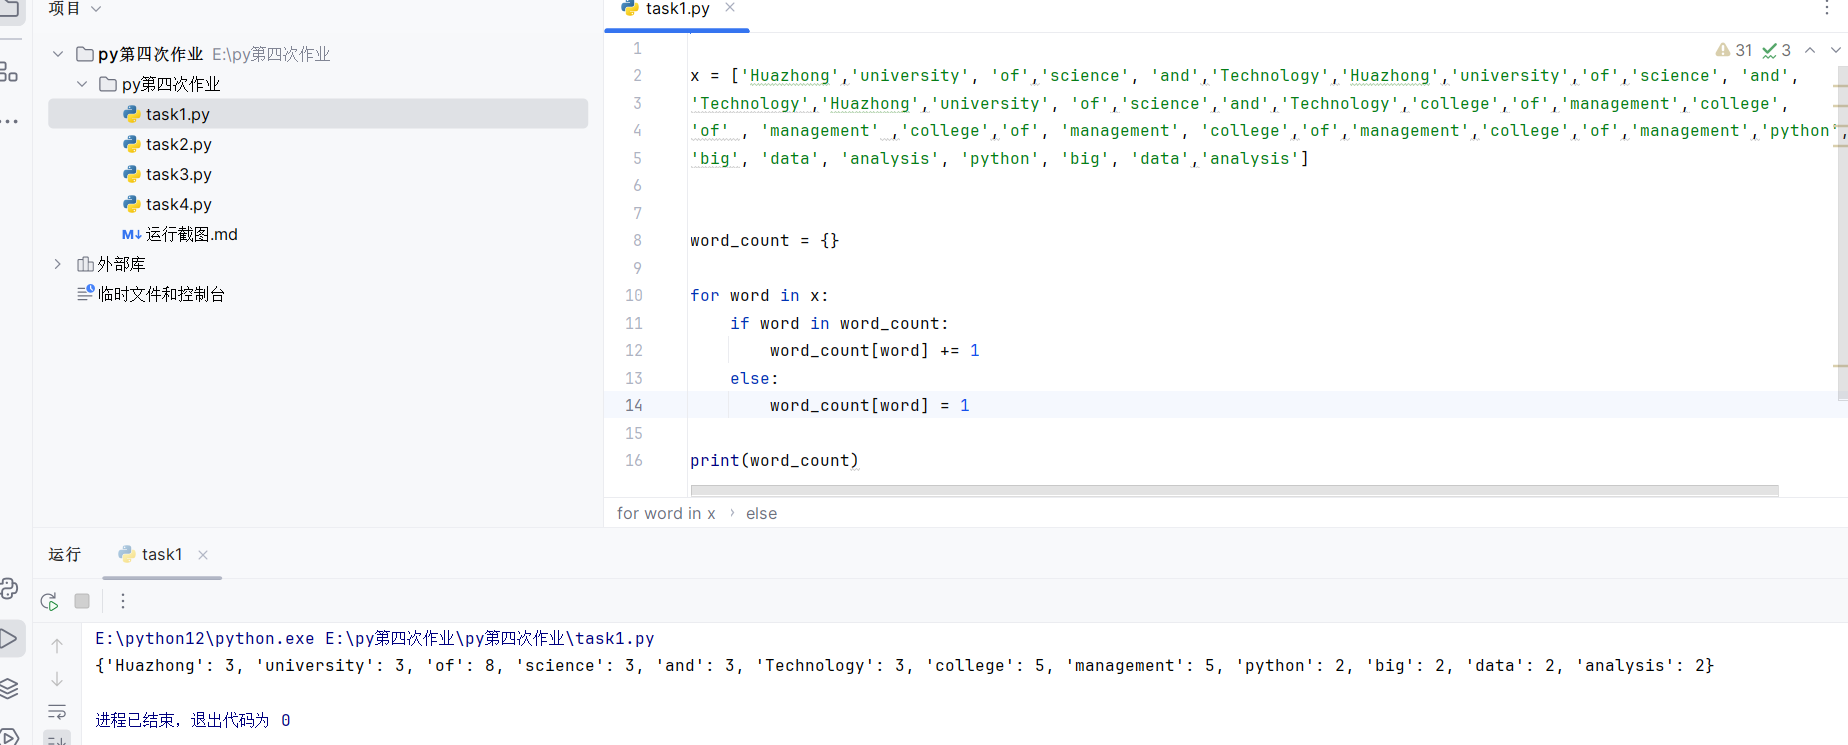 项目
task1.py
31 3
py第四次作业 E:\py第四次作业
py第四次作业
task1.py
task2.py
task3.py
task4.py
运行截图.md
外部库
临时文件和控制台
1
2 x = ['Huazhong','university', 'of','science', 'and','Technology','Huazhong','university','of','science', 'and',
3 'Technology','Huazhong','university', 'of','science','and','Technology','college','of','management','college',
4 'of' , 'management' ,'college','of', 'management', 'college','of','management','college','of','management','python',
5 'big', 'data', 'analysis', 'python', 'big', 'data','analysis']
6
7
8 word_count = {}
9
10 for word in x:
11 if word in word_count:
12 word_count[word] += 1
13 else:
14 word_count[word] = 1
15
16 print(word_count)
for word in x › else
运行 task1
E:\python12\python.exe E:\py第四次作业\py第四次作业\task1.py
{'Huazhong': 3, 'university': 3, 'of': 8, 'science': 3, 'and': 3, 'Technology': 3, 'college': 5, 'management': 5, 'python': 2, 'big': 2, 'data': 2, 'analysis': 2}
进程已结束，退出代码为 0